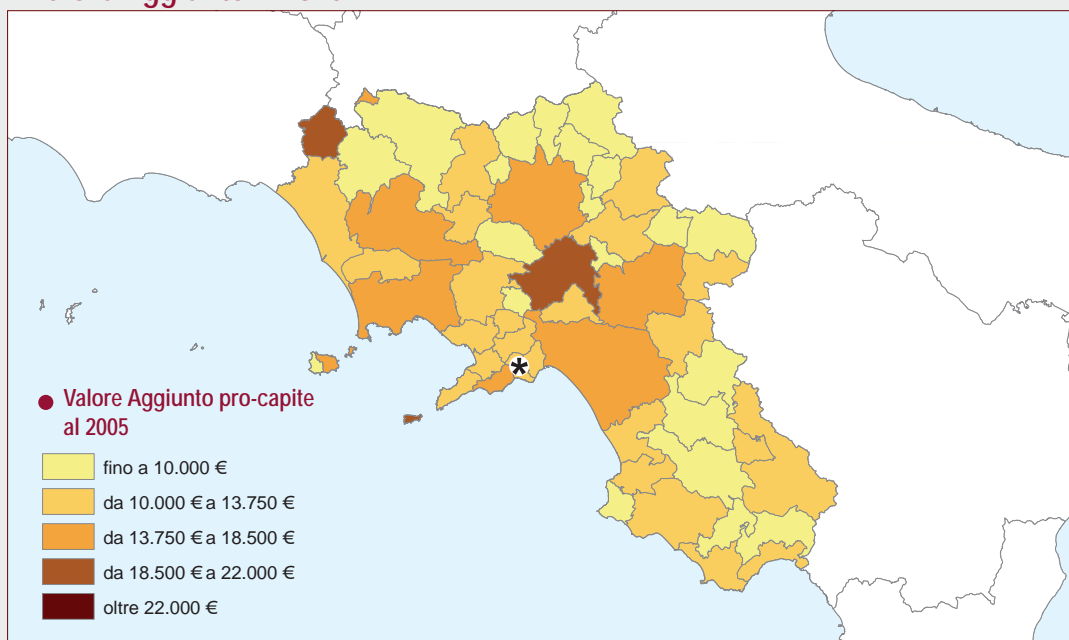 *
Valore Aggiunto pro-capite
al 2005
fino a 10.000 €
da 10.000 € a 13.750 €
da 13.750 € a 18.500 €
da 18.500 € a 22.000 €
oltre 22.000 €